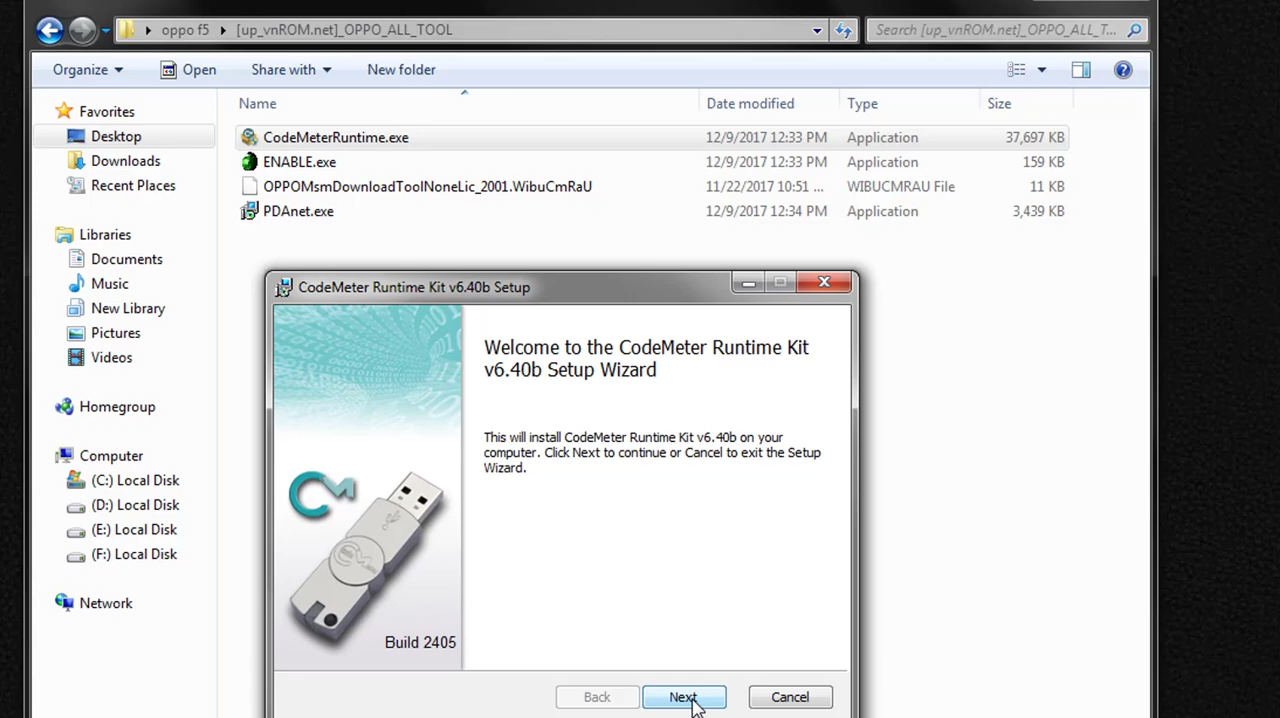 oppo f5 [up_vnROM.net]_OPPO_ALL_TOOL Search [up_vnROM.net]_OPPO_ALL_T...
Organize Open Share with New folder
Name Date modified Type Size
Favorites
Desktop
Downloads
Recent Places
Libraries
Documents
Music
New Library
Pictures
Videos
Homegroup
Computer
(C:) Local Disk
(D:) Local Disk
(E:) Local Disk
(F:) Local Disk
Network
CodeMeterRuntime.exe 12/9/2017 12:33 PM Application 37,697 KB
ENABLE.exe 12/9/2017 12:33 PM Application 159 KB
OPPOMsmDownloadToolNoneLic_2001.WibuCmRaU 11/22/2017 10:51 ... WIBUCMRAU File 11 KB
PDAnet.exe 12/9/2017 12:34 PM Application 3,439 KB
CodeMeter Runtime Kit v6.40b Setup
Welcome to the CodeMeter Runtime Kit
v6.40b Setup Wizard
This will install CodeMeter Runtime Kit v6.40b on your
computer. Click Next to continue or Cancel to exit the Setup
Wizard.
CM
Build 2405
Back Next Cancel